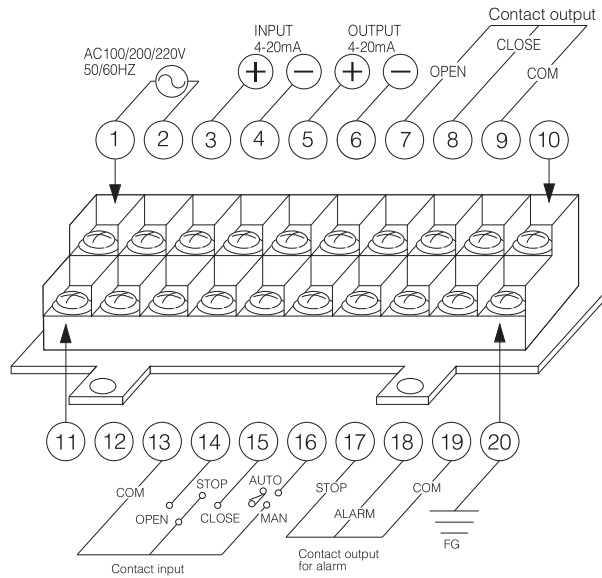 Contact output
INPUT
4-20mA
OUTPUT
4-20mA
AC100/200/220V
50/60HZ
OPEN
CLOSE
COM
+ − + −
1 2 3 4 5 6 7 8 9 10
11 12 13 14 15 16 17 18 19 20
COM
OPEN
STOP
CLOSE
AUTO
MAN
STOP
ALARM
COM
FG
Contact input
Contact output
for alarm